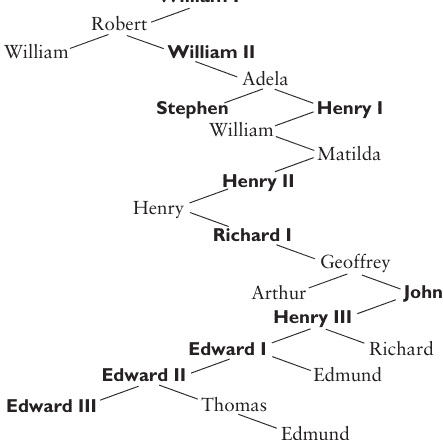 William I
Robert
William
William II
Adela
Stephen
Henry I
William
Matilda
Henry II
Henry
Richard I
Geoffrey
Arthur
John
Henry III
Edward I
Richard
Edward II
Edmund
Edward III
Thomas
Edmund